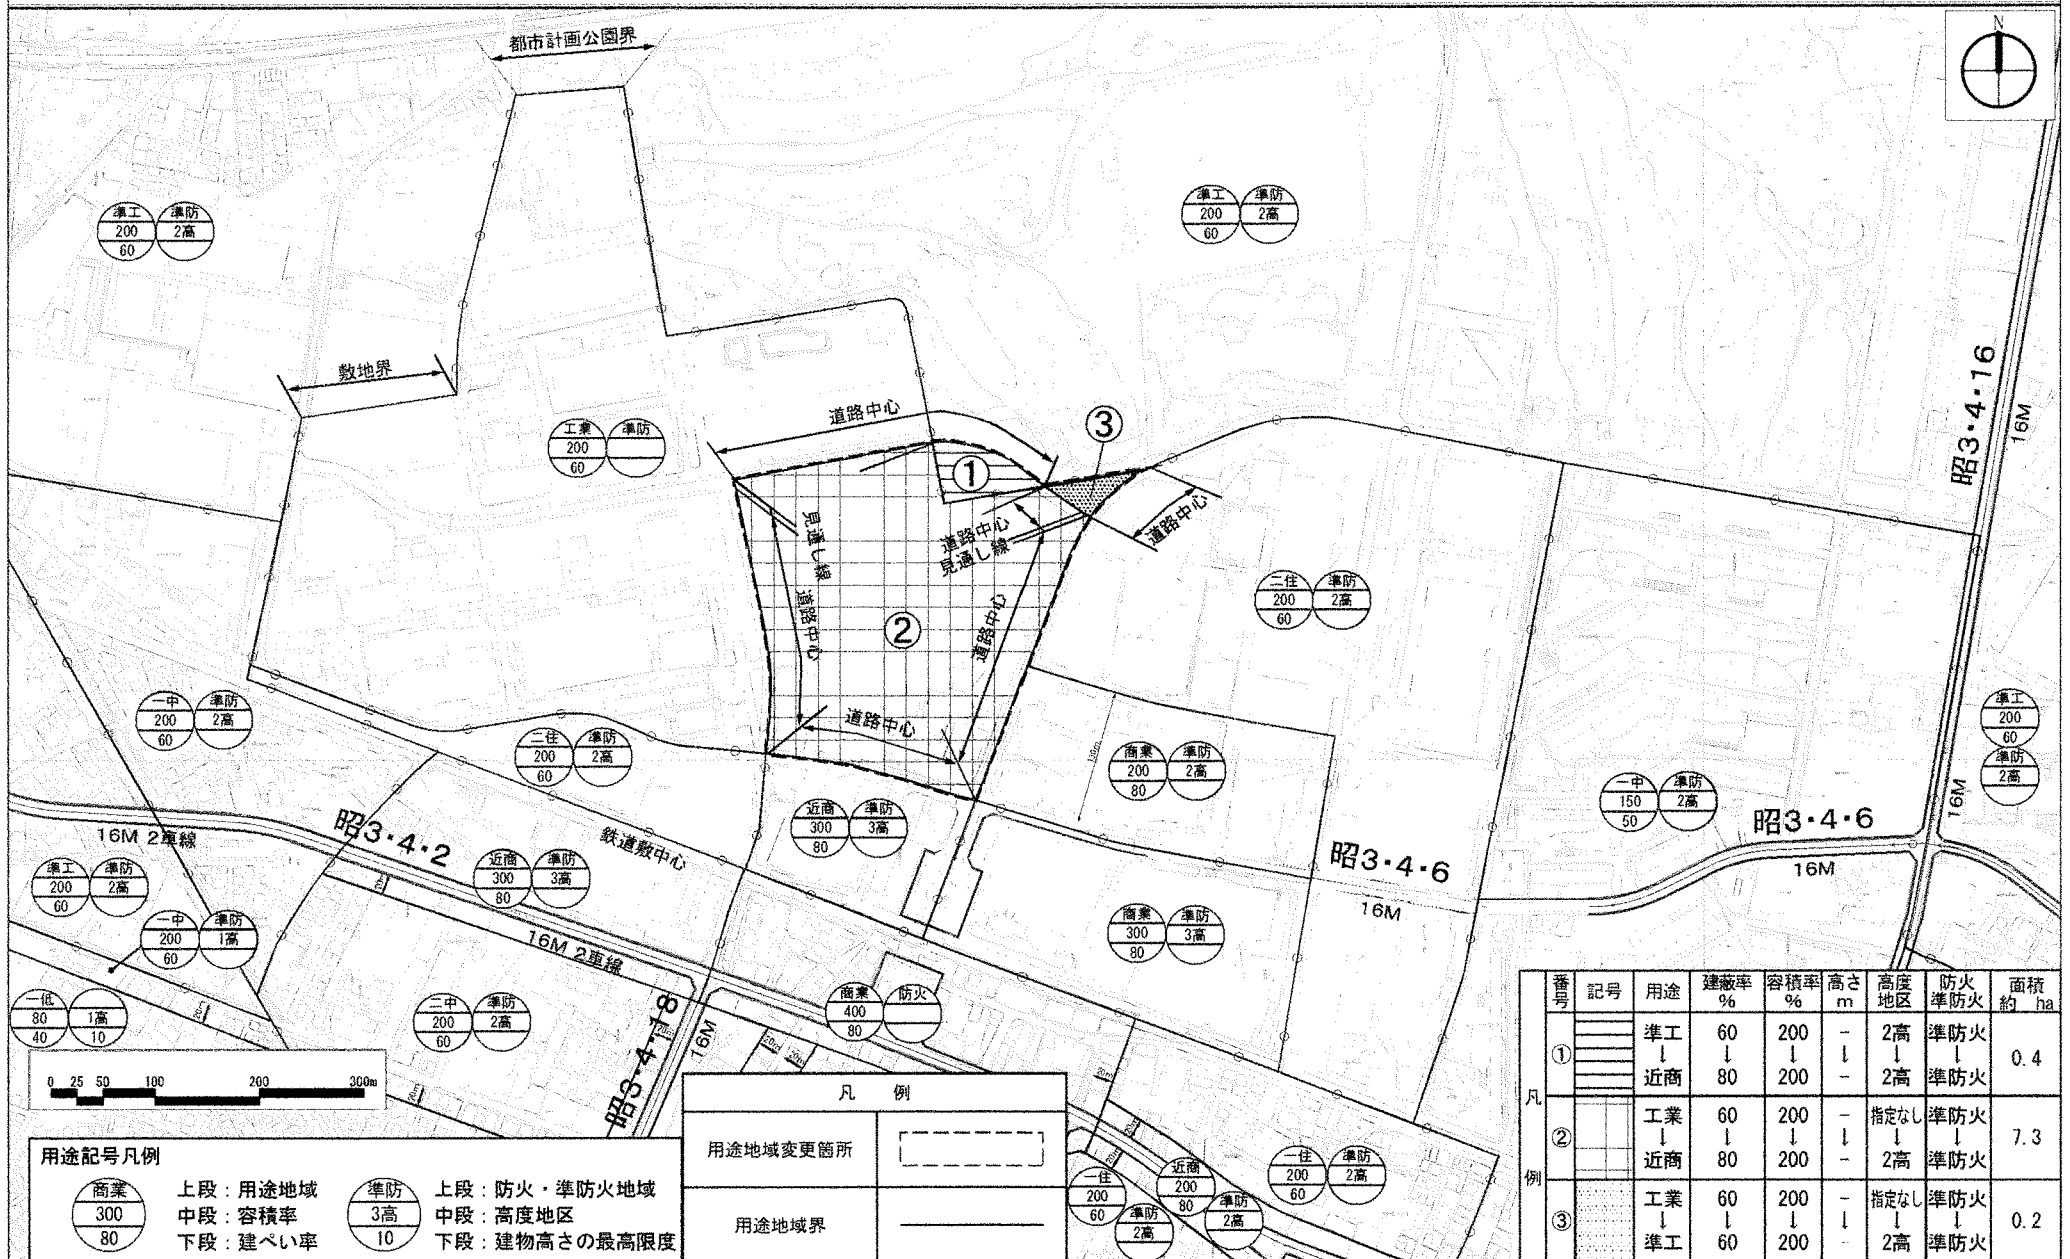 都市計画公園界
N
準工 準防
200 2高
60
準工 準防
200 2高
60
敷地界
道路中心
③
昭3・4・16
16M
工業 準防
200
60
①
見通し線
道路中心
見通し線
道路中心
道路中心
②
道路中心
道路中心
二住 準防
200 2高
60
一中 準防
200 2高
60
二住 準防
200 2高
60
商業 準防
200 2高
80
準工
200
60
準防
2高
近商 準防
300 3高
80
一中 準防
150 2高
50
16M
昭3・4・6
16M
16M 2車線
昭3・4・2
鉄道敷中心
昭3・4・6
16M
準工 準防
200 2高
60
近商 準防
300 3高
80
20m
一中 準防
200 1高
60
16M 2車線
商業 準防
300 3高
80
一低
80 1高
40 10
20m
二中 準防
200 2高
60
商業 防火
400
80
昭3・4・18
16M
20m
20m
20m
20m
20m
20m
20m
0 25 50 100 200 300m
一住
200
60
準防
2高
近商
200
80
準防
2高
一住 準防
200 2高
60
用途記号凡例
商業
300
80
上段：用途地域
中段：容積率
下段：建ぺい率
準防
3高
10
上段：防火・準防火地域
中段：高度地区
下段：建物高さの最高限度
凡 例
用途地域変更箇所
用途地域界
凡 例
番号 記号 用途 建蔽率 % 容積率 % 高さ m 高度地区 防火準防火 面積 約 ha
① 準工 60 200 - 2高 準防火
↓ ↓ ↓ ↓ ↓ ↓ 0.4
近商 80 200 - 2高 準防火
② 工業 60 200 - 指定なし 準防火
↓ ↓ ↓ ↓ ↓ ↓ 7.3
近商 80 200 - 2高 準防火
③ 工業 60 200 - 指定なし 準防火
↓ ↓ ↓ ↓ ↓ ↓ 0.2
準工 60 200 - 2高 準防火